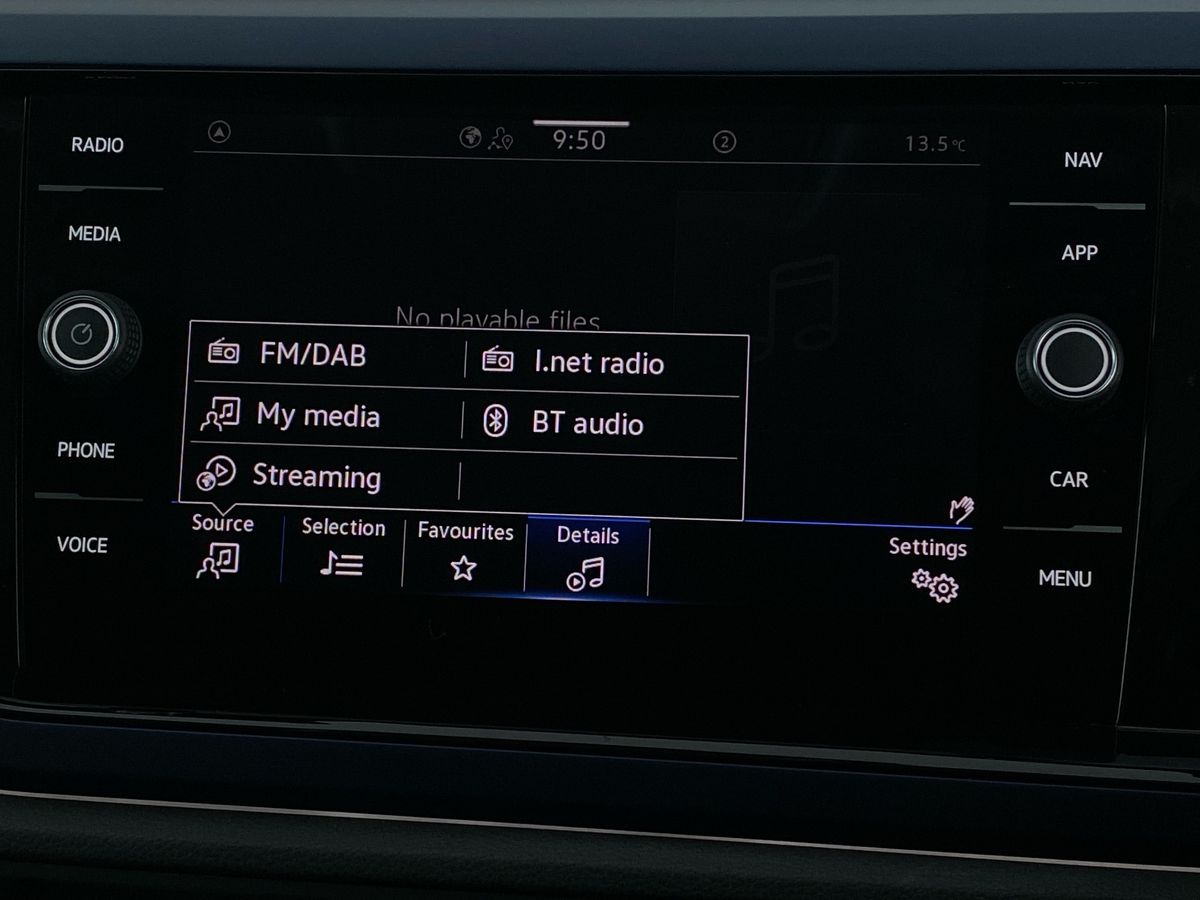 RADIO
MEDIA
PHONE
VOICE
9:50
2
13.5°C
No playable files
FM/DAB
I.net radio
My media
BT audio
Streaming
Source
Selection
Favourites
Details
Settings
NAV
APP
CAR
MENU